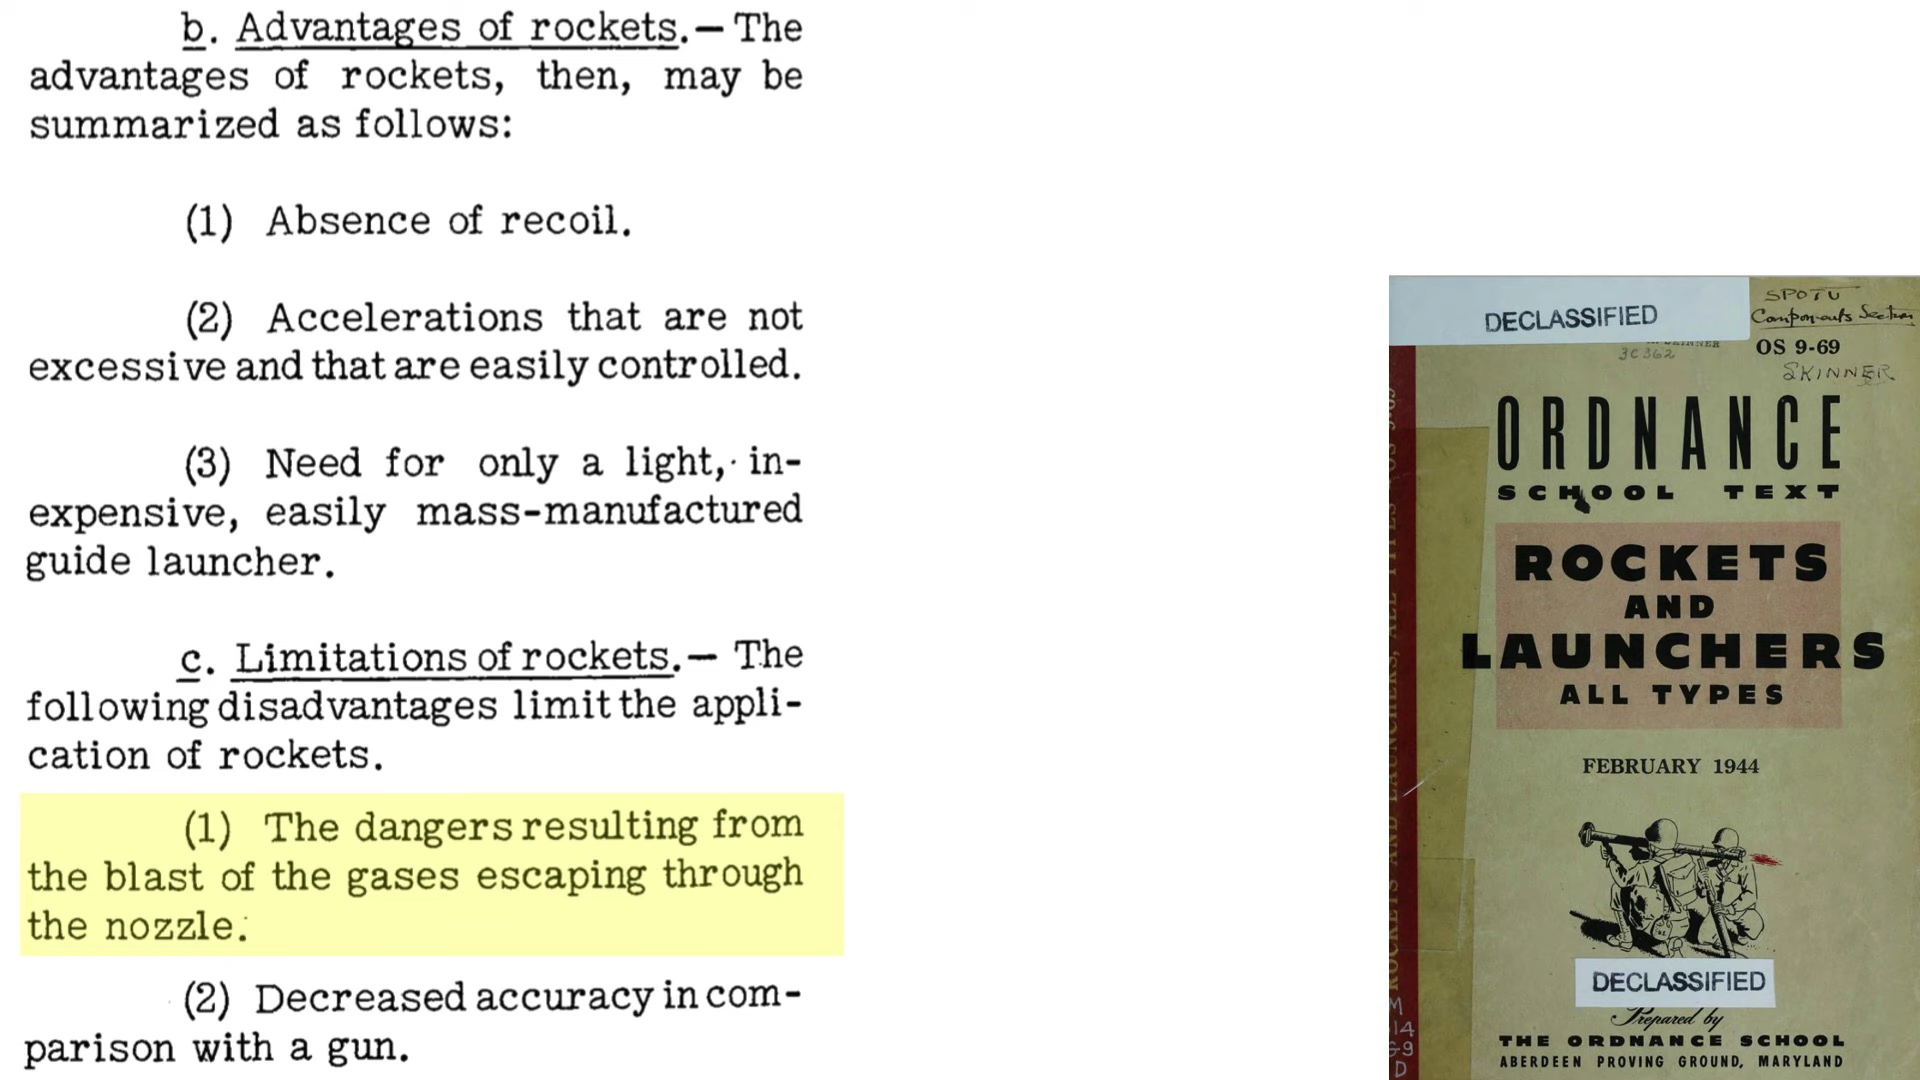 b. Advantages of rockets.— The
advantages of rockets, then, may be
summarized as follows:
(1) Absence of recoil.
(2) Accelerations that are not
excessive and that are easily controlled.
(3) Need for only a light, in-
expensive, easily mass-manufactured
guide launcher.
c. Limitations of rockets.— The
following disadvantages limit the appli-
cation of rockets.
(1) The dangers resulting from
the blast of the gases escaping through
the nozzle.
(2) Decreased accuracy in com-
parison with a gun.
DECLASSIFIED
SPOTU
Components Section
3C362
OS 9-69
SKINNER
ORDNANCE
SCHOOL TEXT
ROCKETS
AND
LAUNCHERS
ALL TYPES
FEBRUARY 1944
DECLASSIFIED
Prepared by
THE ORDNANCE SCHOOL
ABERDEEN PROVING GROUND, MARYLAND